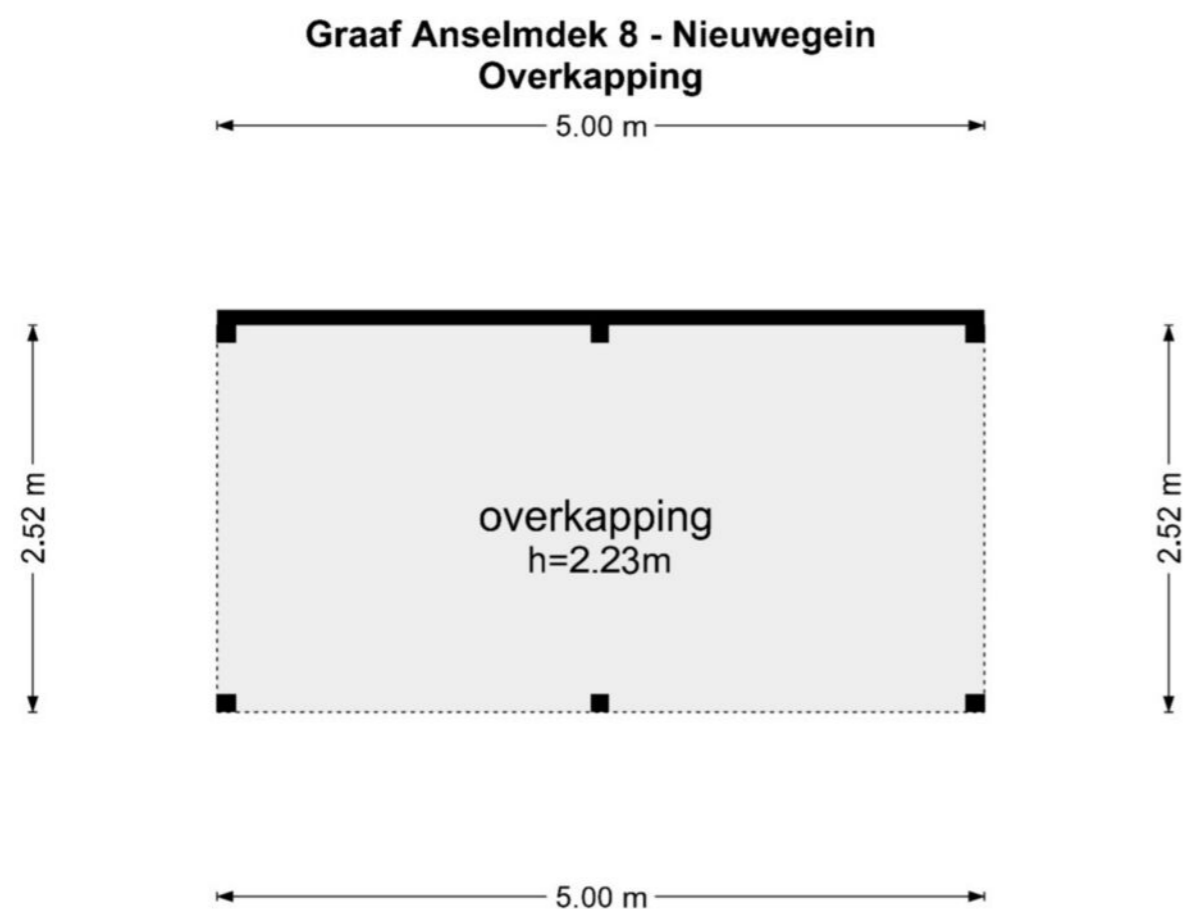 Graaf Anselmdek 8 - Nieuwegein
Overkapping
5.00 m
2.52 m
2.52 m
overkapping
h=2.23m
5.00 m